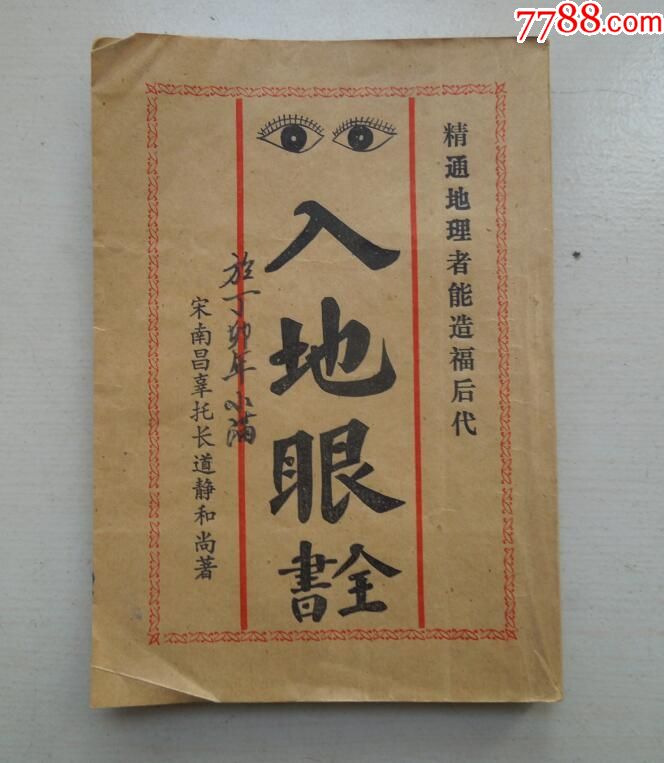 7788.com
精通地理者能造福后代
入地眼
全書
於丁卯年小满
宋南昌辜托长道静和尚著